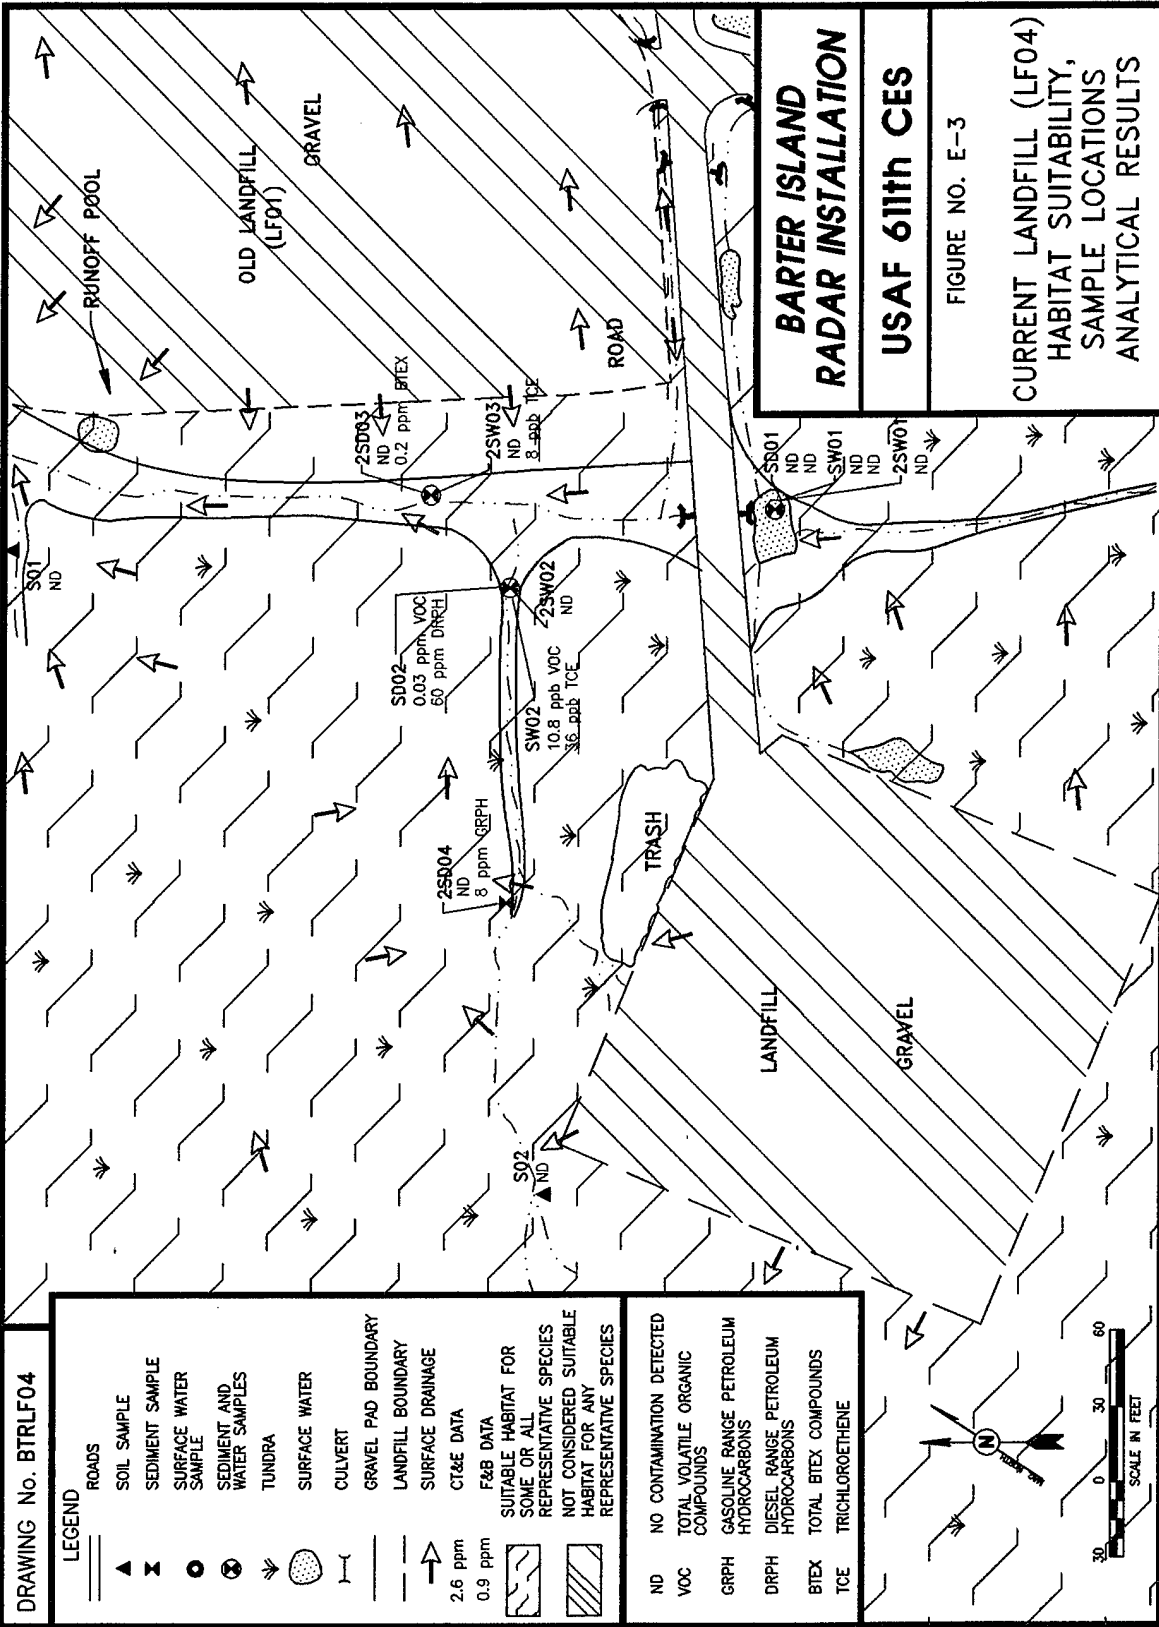 DRAWING No. BTRLF04
LEGEND
ROADS
SOIL SAMPLE
SEDIMENT SAMPLE
SURFACE WATER
SAMPLE
SEDIMENT AND
WATER SAMPLES
TUNDRA
SURFACE WATER
CULVERT
GRAVEL PAD BOUNDARY
LANDFILL BOUNDARY
SURFACE DRAINAGE
2.6 ppm CT&E DATA
0.9 ppm F&B DATA
SUITABLE HABITAT FOR
SOME OR ALL
REPRESENTATIVE SPECIES
NOT CONSIDERED SUITABLE
HABITAT FOR ANY
REPRESENTATIVE SPECIES
ND NO CONTAMINATION DETECTED
VOC TOTAL VOLATILE ORGANIC
COMPOUNDS
GRPH GASOLINE RANGE PETROLEUM
HYDROCARBONS
DRPH DIESEL RANGE PETROLEUM
HYDROCARBONS
BTEX TOTAL BTEX COMPOUNDS
TCE TRICHLOROETHENE
N
MAG NORTH
30 0 30 60
SCALE IN FEET
S01
ND
RUNOFF POOL
OLD LANDFILL
(LF01)
GRAVEL
2SD03
ND
0.2 ppm BTEX
2SW03
ND
8 ppb TCE
ROAD
SD02
0.03 ppm VOC
60 ppm DRPH
2SW02
ND
SW02
10.8 ppb VOC
36 ppb TCE
2SD04
ND
8 ppm GRPH
S02
ND
TRASH
LANDFILL
GRAVEL
SD01
ND
ND
SW01
ND
ND
2SW01
ND
BARTER ISLAND
RADAR INSTALLATION
USAF 611th CES
FIGURE NO. E-3
CURRENT LANDFILL (LF04)
HABITAT SUITABILITY,
SAMPLE LOCATIONS
ANALYTICAL RESULTS